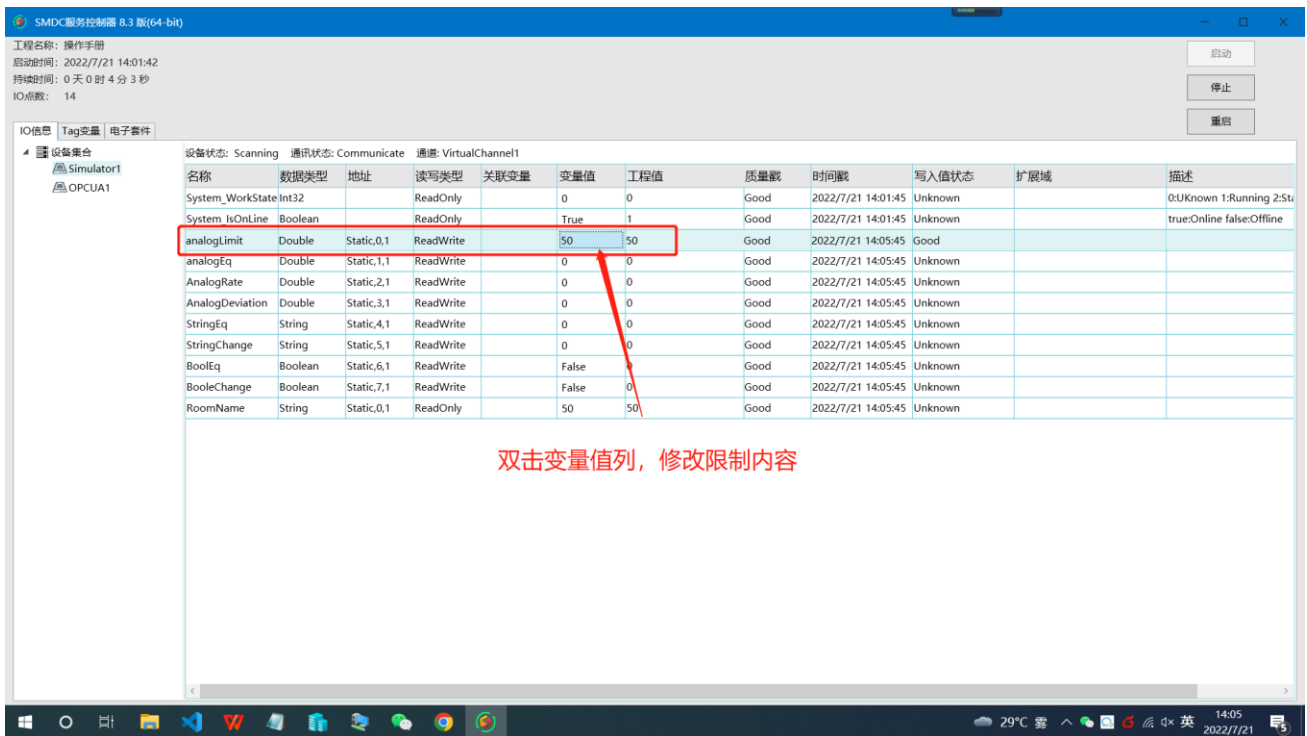 SMDC服务控制器 8.3 版(64-bit)
工程名称: 操作手册
启动时间: 2022/7/21 14:01:42
持续时间: 0 天 0 时 4 分 3 秒
IO点数: 14
启动
停止
重启
IO信息 Tag变量 电子套件
设备集合
Simulator1
OPCUA1
设备状态: Scanning 通讯状态: Communicate 通道: VirtualChannel1
名称 数据类型 地址 读写类型 关联变量 变量值 工程值 质量戳 时间戳 写入值状态 扩展域 描述
System_WorkState Int32 ReadOnly 0 0 Good 2022/7/21 14:01:45 Unknown 0:UKnown 1:Running 2:Sta
System_IsOnLine Boolean ReadOnly True 1 Good 2022/7/21 14:01:45 Unknown true:Online false:Offline
analogLimit Double Static,0,1 ReadWrite 50 50 Good 2022/7/21 14:05:45 Good
analogEq Double Static,1,1 ReadWrite 0 0 Good 2022/7/21 14:05:45 Unknown
AnalogRate Double Static,2,1 ReadWrite 0 0 Good 2022/7/21 14:05:45 Unknown
AnalogDeviation Double Static,3,1 ReadWrite 0 0 Good 2022/7/21 14:05:45 Unknown
StringEq String Static,4,1 ReadWrite 0 0 Good 2022/7/21 14:05:45 Unknown
StringChange String Static,5,1 ReadWrite 0 0 Good 2022/7/21 14:05:45 Unknown
BoolEq Boolean Static,6,1 ReadWrite False 0 Good 2022/7/21 14:05:45 Unknown
BooleChange Boolean Static,7,1 ReadWrite False 0 Good 2022/7/21 14:05:45 Unknown
RoomName String Static,0,1 ReadOnly 50 50 Good 2022/7/21 14:05:45 Unknown
双击变量值列，修改限制内容
29°C 雾 英 14:05
2022/7/21